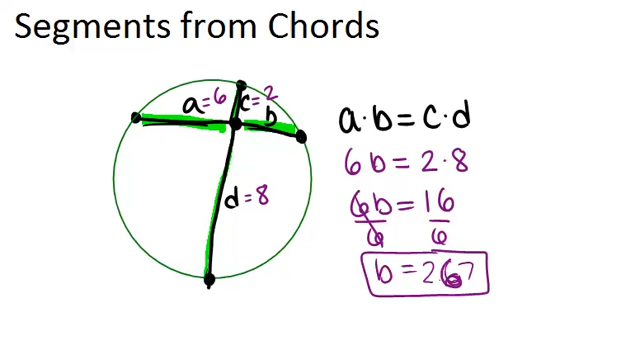 Segments from Chords
a=6
c=2
b
d=8
a·b=c·d
6b=2·8
6b=16
6 6
b=2.67